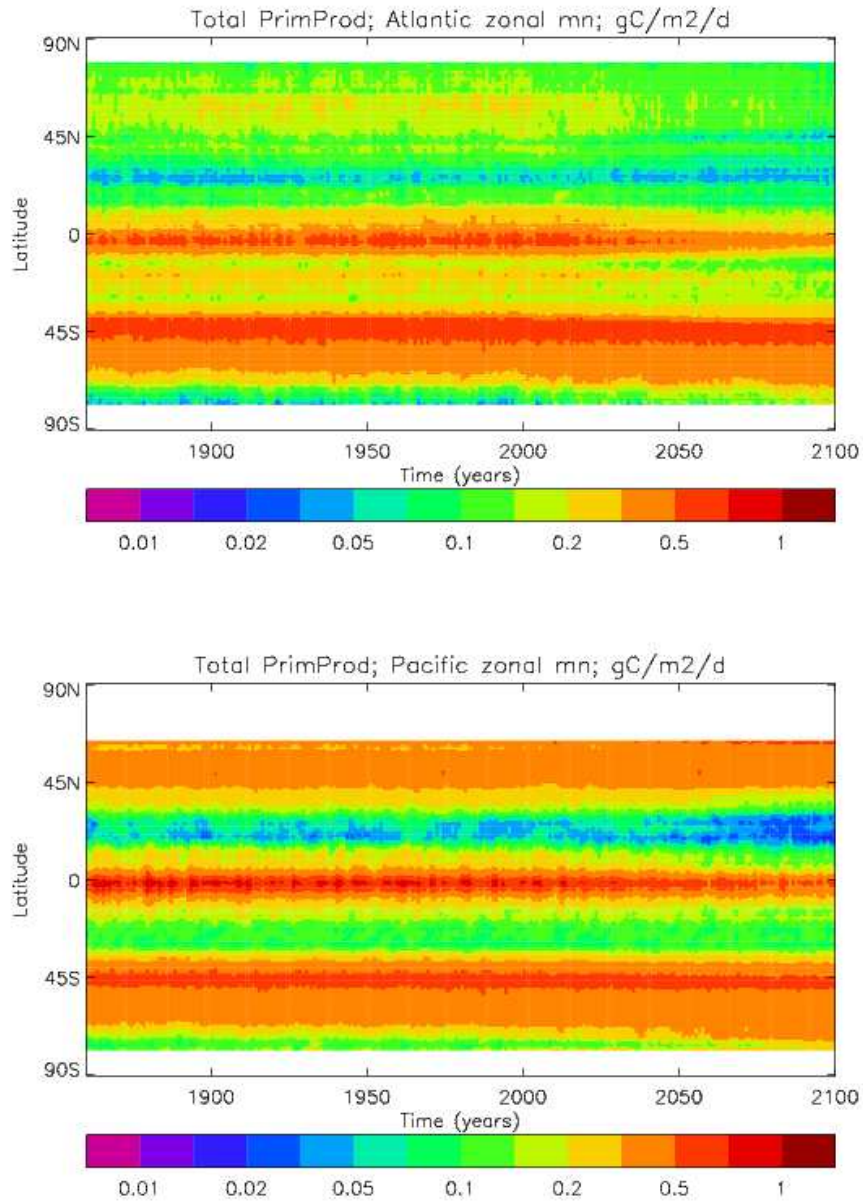 Total PrimProd; Atlantic zonal mn; gC/m2/d
90N
45N
0
45S
90S
Latitude
1900 1950 2000 2050 2100
Time (years)
0.01 0.02 0.05 0.1 0.2 0.5 1
Total PrimProd; Pacific zonal mn; gC/m2/d
90N
45N
0
45S
90S
Latitude
1900 1950 2000 2050 2100
Time (years)
0.01 0.02 0.05 0.1 0.2 0.5 1